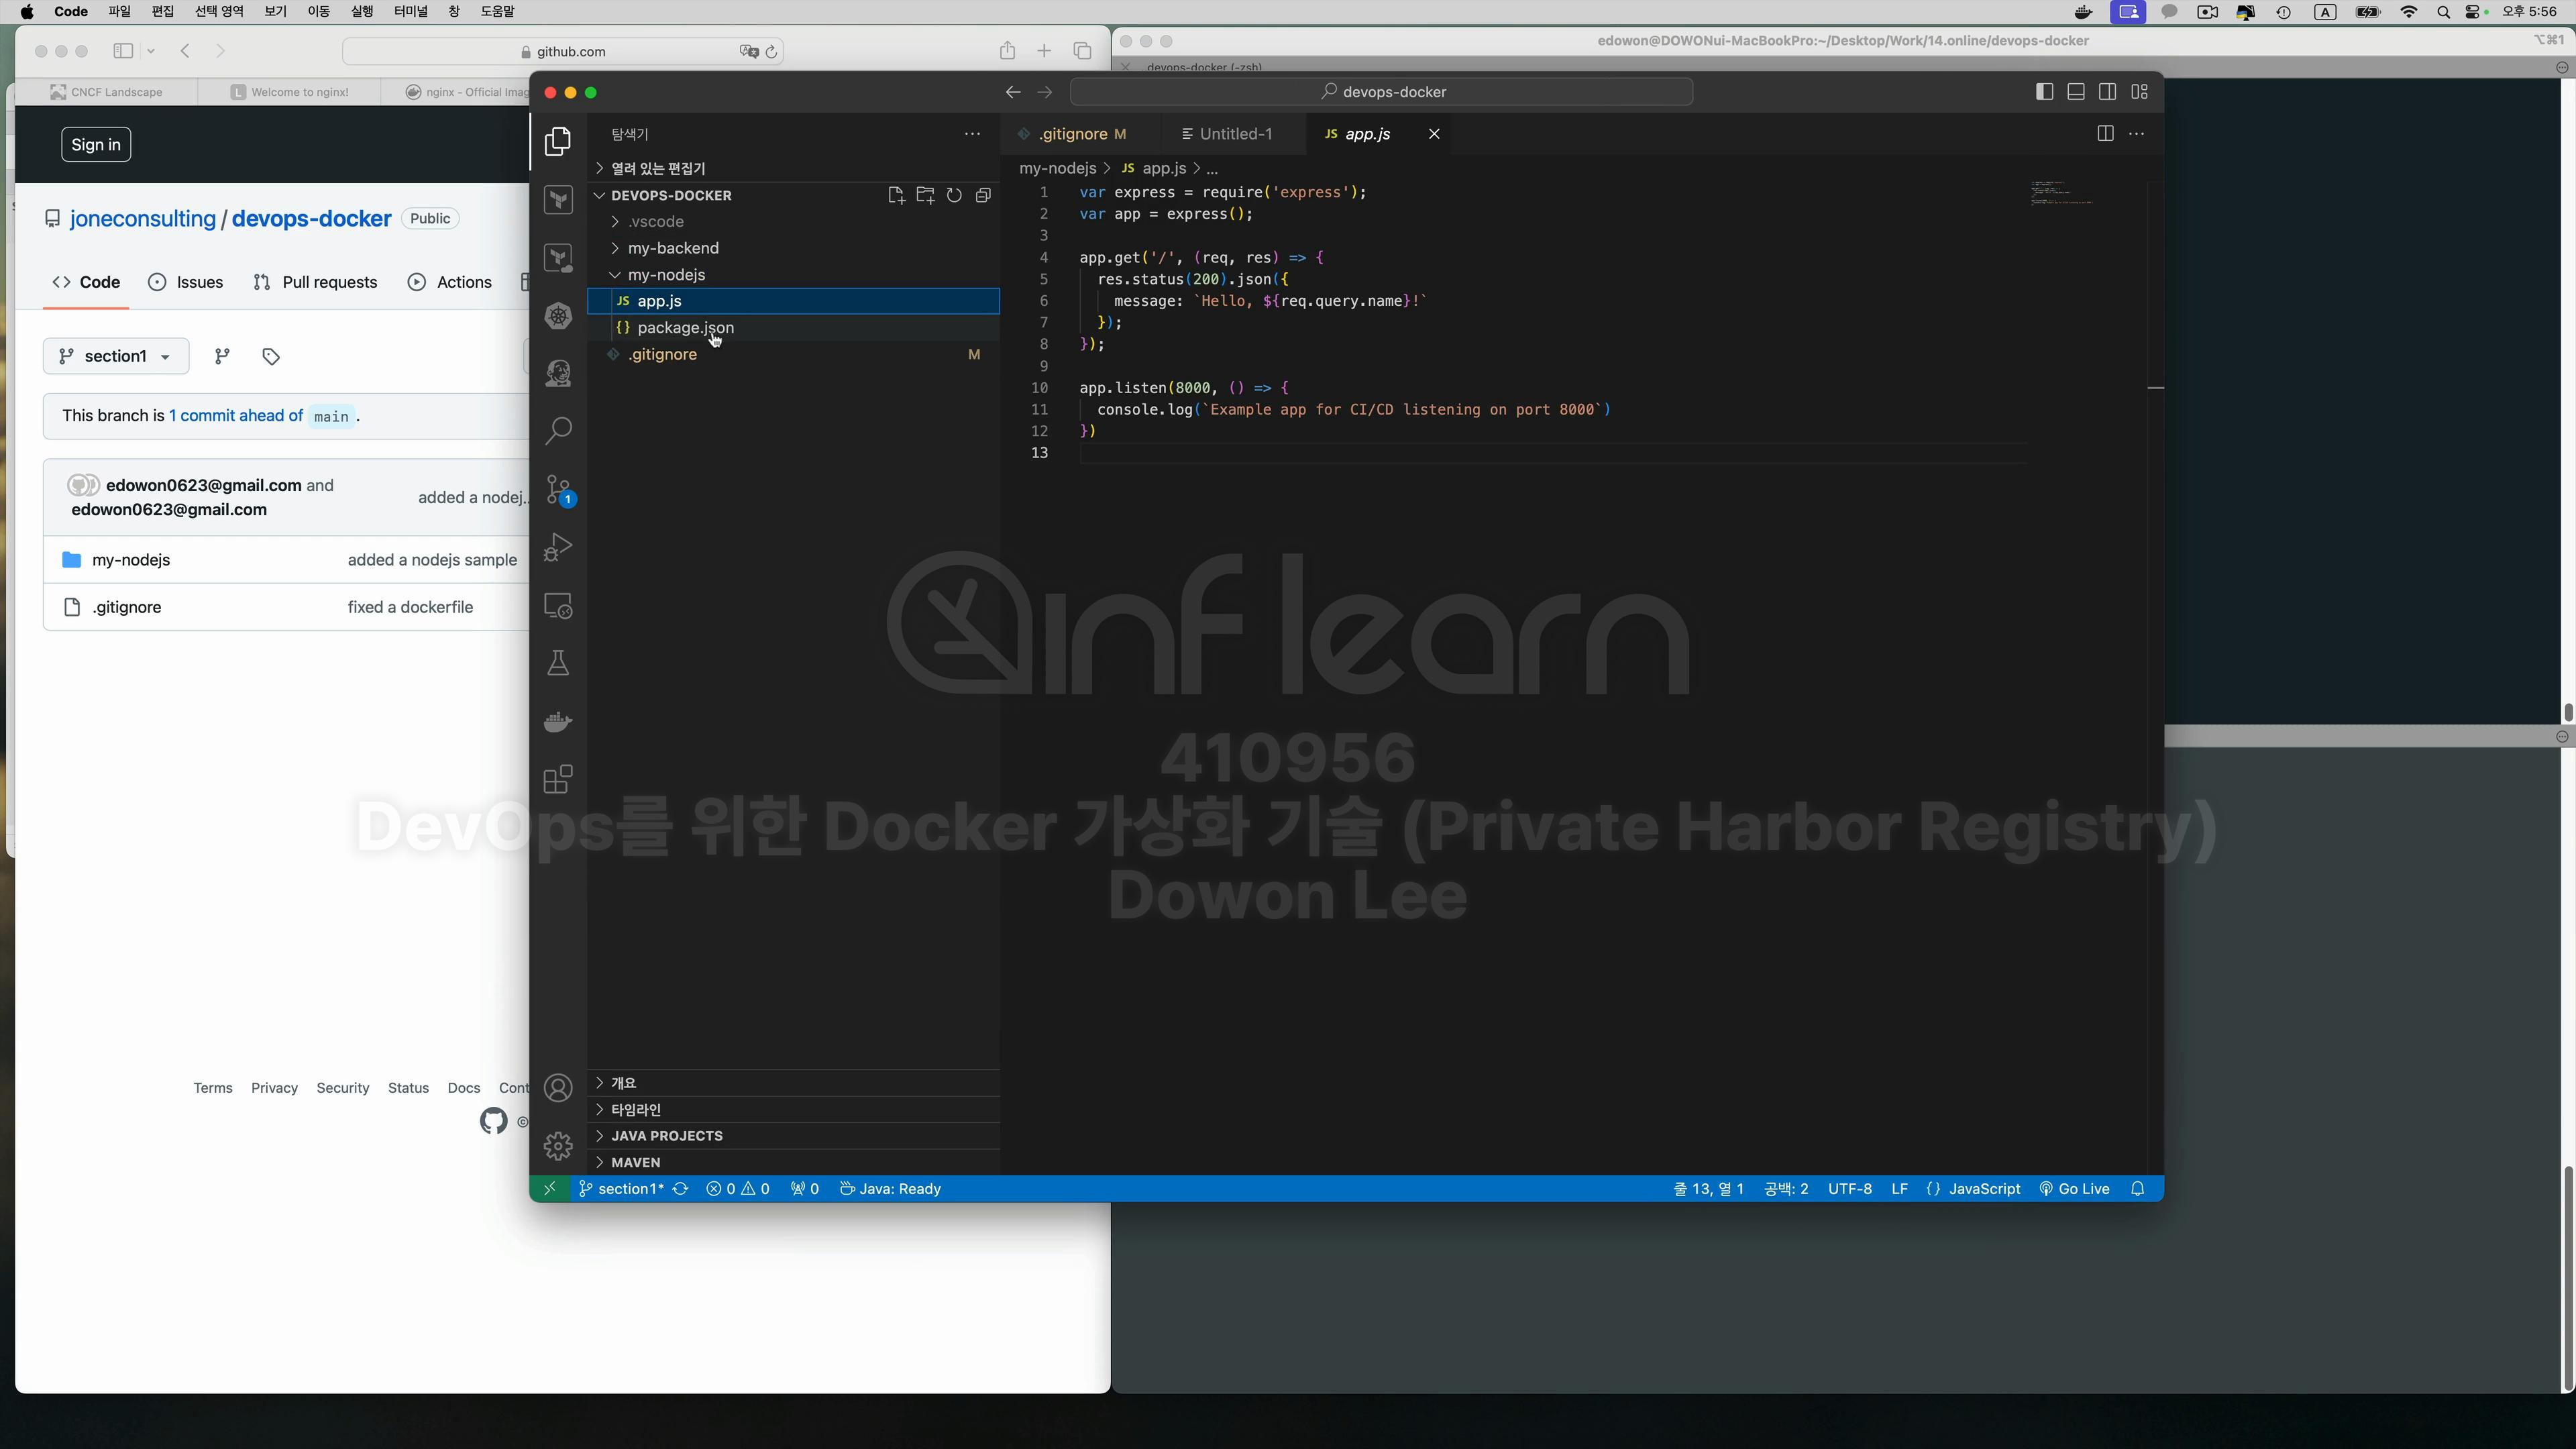 Code 파일 편집 선택 영역 보기 이동 실행 터미널 창 도움말
A 오후 5:56
github.com
edowon@DOWONui-MacBookPro:~/Desktop/Work/14.online/devops-docker
⌥⌘1
devops-docker (-zsh)
CNCF Landscape
Welcome to nginx!
nginx - Official Imag
devops-docker
Sign in
joneconsulting / devops-docker Public
Code Issues Pull requests Actions
section1
This branch is 1 commit ahead of main .
edowon0623@gmail.com and
edowon0623@gmail.com
added a nodej...
my-nodejs added a nodejs sample
.gitignore fixed a dockerfile
Terms Privacy Security Status Docs Cont
©
탐색기
열려 있는 편집기
DEVOPS-DOCKER
.vscode
my-backend
my-nodejs
JS app.js
{} package.json
.gitignore M
1
개요
타임라인
JAVA PROJECTS
MAVEN
.gitignore M
Untitled-1
JS app.js
my-nodejs > JS app.js > ...
1 var express = require('express');
2 var app = express();
3
4 app.get('/', (req, res) => {
5 res.status(200).json({
6 message: `Hello, ${req.query.name}!`
7 });
8 });
9
10 app.listen(8000, () => {
11 console.log(`Example app for CI/CD listening on port 8000`)
12 })
13
inflearn
410956
DevOps를 위한 Docker 가상화 기술 (Private Harbor Registry)
Dowon Lee
section1* 0 0 0 Java: Ready
줄 13, 열 1 공백: 2 UTF-8 LF {} JavaScript Go Live